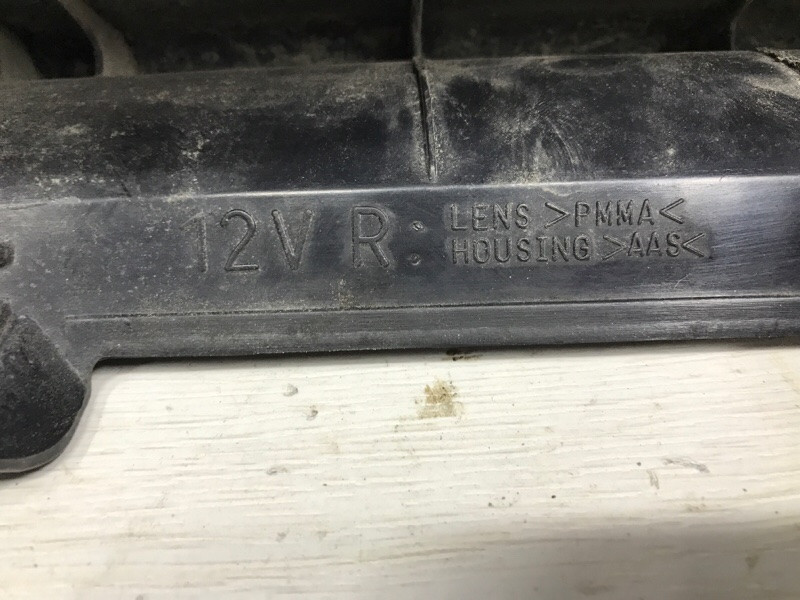 12V R:
LENS >PMMA<
HOUSING >AAS<